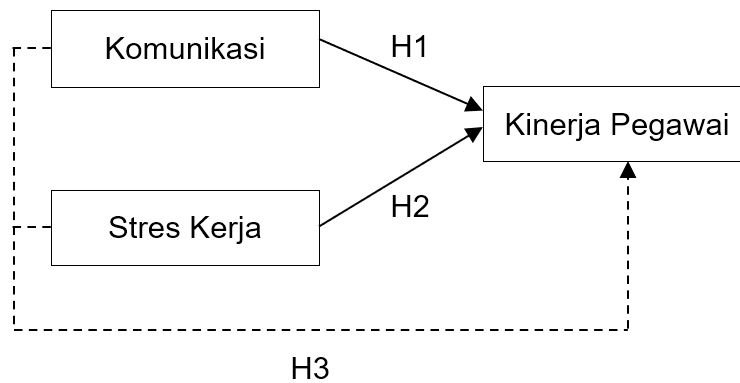 Komunikasi
H1
Kinerja Pegawai
Stres Kerja
H2
H3